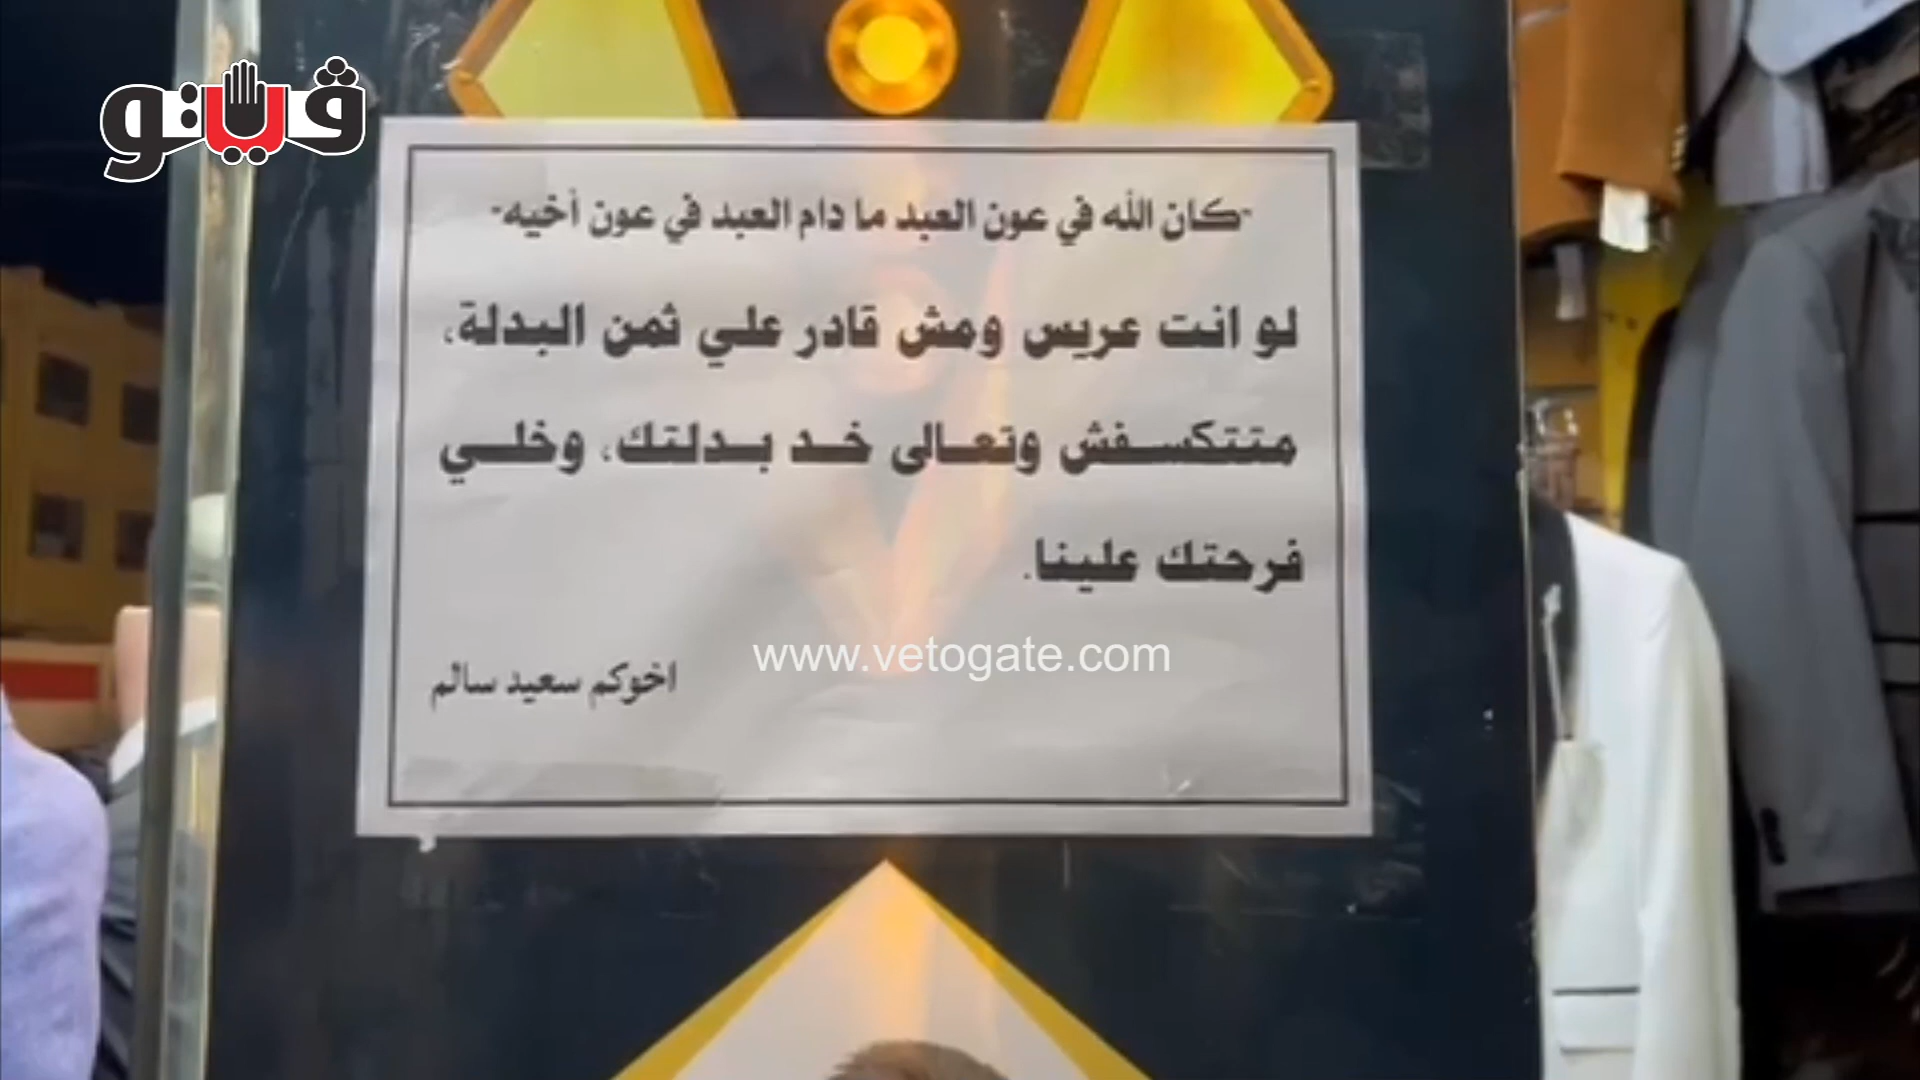 فيتو
-كان الله في عون العبد ما دام العبد في عون أخيه-
لو انت عريس ومش قادر علي ثمن البدلة،
متتكسفش وتعالى خد بدلتك، وخلي
فرحتك علينا.
www.vetogate.com
اخوكم سعيد سالم